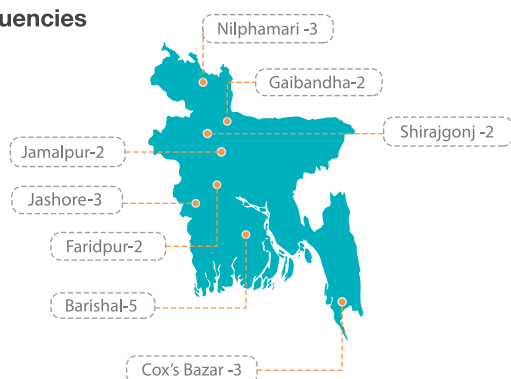 uencies
Nilphamari -3
Gaibandha-2
Shirajgonj -2
Jamalpur-2
Jashore-3
Faridpur-2
Barishal-5
Cox's Bazar -3